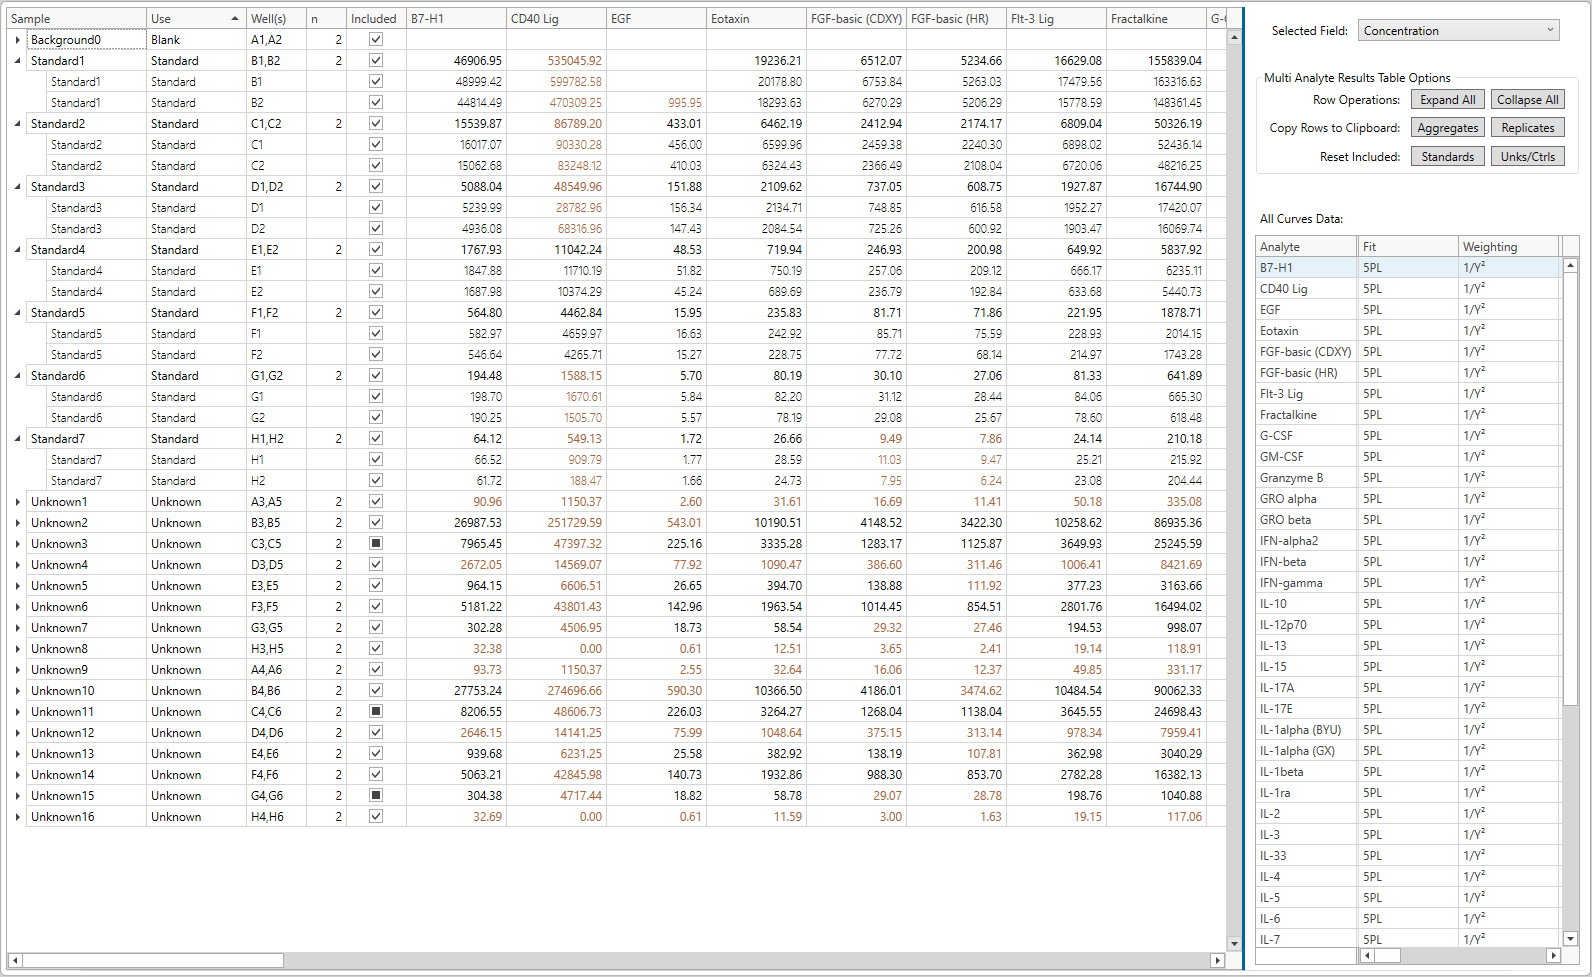 Sample Use Well(s) n Included B7-H1 CD40 Lig EGF Eotaxin FGF-basic (CDXY) FGF-basic (HR) Flt-3 Lig Fractalkine
Background0 Blank A1,A2 2
Standard1 Standard B1,B2 2 46906.95 535045.92 19236.21 6512.07 5234.66 16629.08 155839.04
Standard1 Standard B1 48999.42 599782.58 20178.80 6753.84 5263.03 17479.56 163316.63
Standard1 Standard B2 44814.49 470309.25 995.95 18293.63 6270.29 5206.29 15778.59 148361.45
Standard2 Standard C1,C2 2 15539.87 86789.20 433.01 6462.19 2412.94 2174.17 6809.04 50326.19
Standard2 Standard C1 16017.07 90330.28 456.00 6599.96 2459.38 2240.30 6898.02 52436.14
Standard2 Standard C2 15062.68 83248.12 410.03 6324.43 2366.49 2108.04 6720.06 48216.25
Standard3 Standard D1,D2 2 5088.04 48549.96 151.88 2109.62 737.05 608.75 1927.87 16744.90
Standard3 Standard D1 5239.99 28782.96 156.34 2134.71 748.85 616.58 1952.27 17420.07
Standard3 Standard D2 4936.08 68316.96 147.43 2084.54 725.26 600.92 1903.47 16069.74
Standard4 Standard E1,E2 2 1767.93 11042.24 48.53 719.94 246.93 200.98 649.92 5837.92
Standard4 Standard E1 1847.88 11710.19 51.82 750.19 257.06 209.12 666.17 6235.11
Standard4 Standard E2 1687.98 10374.29 45.24 689.69 236.79 192.84 633.68 5440.73
Standard5 Standard F1,F2 2 564.80 4462.84 15.95 235.83 81.71 71.86 221.95 1878.71
Standard5 Standard F1 582.97 4659.97 16.63 242.92 85.71 75.59 228.93 2014.15
Standard5 Standard F2 546.64 4265.71 15.27 228.75 77.72 68.14 214.97 1743.28
Standard6 Standard G1,G2 2 194.48 1588.15 5.70 80.19 30.10 27.06 81.33 641.89
Standard6 Standard G1 198.70 1670.61 5.84 82.20 31.12 28.44 84.06 665.30
Standard6 Standard G2 190.25 1505.70 5.57 78.19 29.08 25.67 78.60 618.48
Standard7 Standard H1,H2 2 64.12 549.13 1.72 26.66 9.49 7.86 24.14 210.18
Standard7 Standard H1 66.52 909.79 1.77 28.59 11.03 9.47 25.21 215.92
Standard7 Standard H2 61.72 188.47 1.66 24.73 7.95 6.24 23.08 204.44
Unknown1 Unknown A3,A5 2 90.96 1150.37 2.60 31.61 16.69 11.41 50.18 335.08
Unknown2 Unknown B3,B5 2 26987.53 251729.59 543.01 10190.51 4148.52 3422.30 10258.62 86935.36
Unknown3 Unknown C3,C5 2 7965.45 47397.32 225.16 3335.28 1283.17 1125.87 3649.93 25245.59
Unknown4 Unknown D3,D5 2 2672.05 14569.07 77.92 1090.47 386.60 311.46 1006.41 8421.69
Unknown5 Unknown E3,E5 2 964.15 6606.51 26.65 394.70 138.88 111.92 377.23 3163.66
Unknown6 Unknown F3,F5 2 5181.22 43801.43 142.96 1963.54 1014.45 854.51 2801.76 16494.02
Unknown7 Unknown G3,G5 2 302.28 4506.95 18.73 58.54 29.32 27.46 194.53 998.07
Unknown8 Unknown H3,H5 2 32.38 0.00 0.61 12.51 3.65 2.41 19.14 118.91
Unknown9 Unknown A4,A6 2 93.73 1150.37 2.55 32.64 16.06 12.37 49.85 331.17
Unknown10 Unknown B4,B6 2 27753.24 274696.66 590.30 10366.50 4186.01 3474.62 10484.54 90062.33
Unknown11 Unknown C4,C6 2 8206.55 48606.73 226.03 3264.27 1268.04 1138.04 3645.55 24698.43
Unknown12 Unknown D4,D6 2 2646.15 14141.25 75.99 1048.64 375.15 313.14 978.34 7959.41
Unknown13 Unknown E4,E6 2 939.68 6231.25 25.58 382.92 138.19 107.81 362.98 3040.29
Unknown14 Unknown F4,F6 2 5063.21 42845.98 140.73 1932.86 988.30 853.70 2782.28 16382.13
Unknown15 Unknown G4,G6 2 304.38 4717.44 18.82 58.78 29.07 28.78 198.76 1040.88
Unknown16 Unknown H4,H6 2 32.69 0.00 0.61 11.59 3.00 1.63 19.15 117.06
Selected Field: Concentration
Multi Analyte Results Table Options
Row Operations: Expand All Collapse All
Copy Rows to Clipboard: Aggregates Replicates
Reset Included: Standards Unks/Ctrls
All Curves Data:
Analyte Fit Weighting
B7-H1 5PL 1/Y²
CD40 Lig 5PL 1/Y²
EGF 5PL 1/Y²
Eotaxin 5PL 1/Y²
FGF-basic (CDXY) 5PL 1/Y²
FGF-basic (HR) 5PL 1/Y²
Flt-3 Lig 5PL 1/Y²
Fractalkine 5PL 1/Y²
G-CSF 5PL 1/Y²
GM-CSF 5PL 1/Y²
Granzyme B 5PL 1/Y²
GRO alpha 5PL 1/Y²
GRO beta 5PL 1/Y²
IFN-alpha2 5PL 1/Y²
IFN-beta 5PL 1/Y²
IFN-gamma 5PL 1/Y²
IL-10 5PL 1/Y²
IL-12p70 5PL 1/Y²
IL-13 5PL 1/Y²
IL-15 5PL 1/Y²
IL-17A 5PL 1/Y²
IL-17E 5PL 1/Y²
IL-1alpha (BYU) 5PL 1/Y²
IL-1alpha (GX) 5PL 1/Y²
IL-1beta 5PL 1/Y²
IL-1ra 5PL 1/Y²
IL-2 5PL 1/Y²
IL-3 5PL 1/Y²
IL-33 5PL 1/Y²
IL-4 5PL 1/Y²
IL-5 5PL 1/Y²
IL-6 5PL 1/Y²
IL-7 5PL 1/Y²